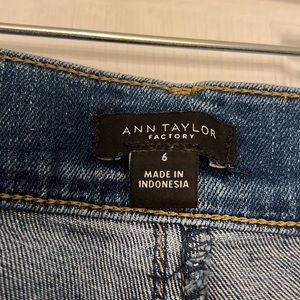 ANN TAYLOR
FACTORY
6
MADE IN
INDONESIA